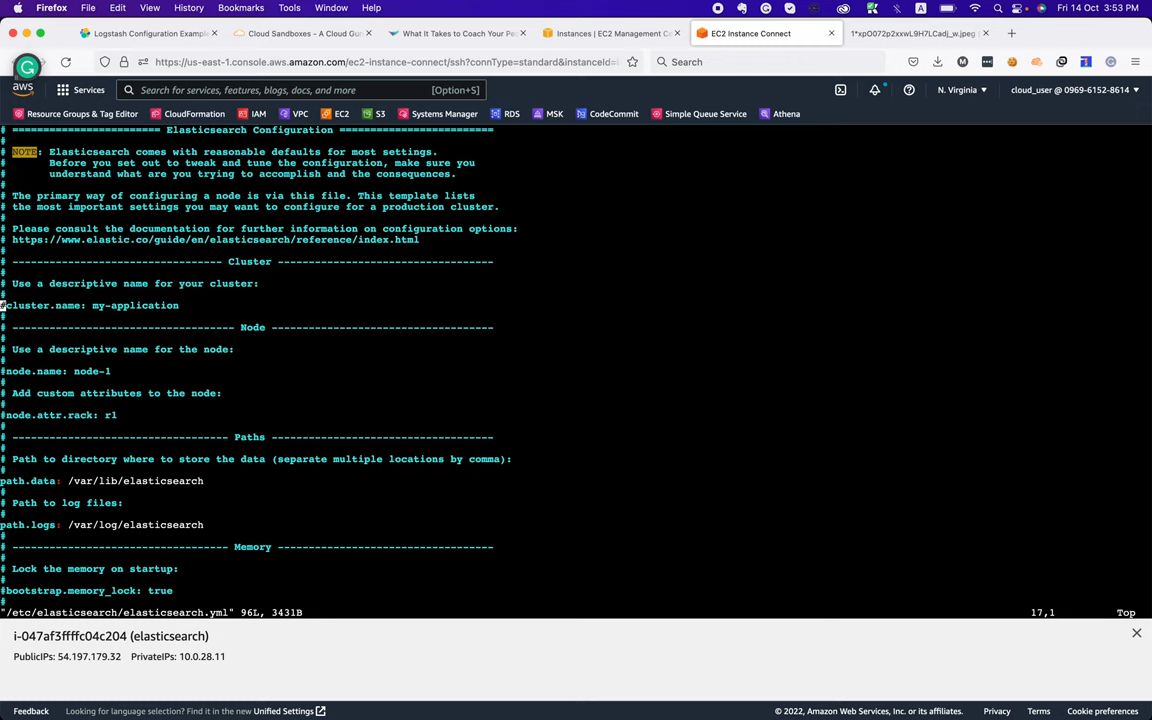 Firefox File Edit View History Bookmarks Tools Window Help A Fri 14 Oct 3:53 PM
Logstash Configuration Example Cloud Sandboxes - A Cloud Gur What It Takes to Coach Your Pe Instances | EC2 Management C EC2 Instance Connect 1*xpO072p2xxwL9H7LCadj_w.jpeg
https://us-east-1.console.aws.amazon.com/ec2-instance-connect/ssh?connType=standard&instanceId= Search
aws Services Search for services, features, blogs, docs, and more [Option+S] N. Virginia cloud_user @ 0969-6152-8614
Resource Groups & Tag Editor CloudFormation IAM VPC EC2 S3 Systems Manager RDS MSK CodeCommit Simple Queue Service Athena
# ======================== Elasticsearch Configuration =========================
#
# NOTE: Elasticsearch comes with reasonable defaults for most settings.
# Before you set out to tweak and tune the configuration, make sure you
# understand what are you trying to accomplish and the consequences.
#
# The primary way of configuring a node is via this file. This template lists
# the most important settings you may want to configure for a production cluster.
#
# Please consult the documentation for further information on configuration options:
# https://www.elastic.co/guide/en/elasticsearch/reference/index.html
#
# ---------------------------------- Cluster -----------------------------------
#
# Use a descriptive name for your cluster:
#
#cluster.name: my-application
#
# ------------------------------------ Node ------------------------------------
#
# Use a descriptive name for the node:
#
#node.name: node-1
#
# Add custom attributes to the node:
#
#node.attr.rack: r1
#
# ----------------------------------- Paths ------------------------------------
#
# Path to directory where to store the data (separate multiple locations by comma):
#
path.data: /var/lib/elasticsearch
#
# Path to log files:
#
path.logs: /var/log/elasticsearch
#
# ----------------------------------- Memory -----------------------------------
#
# Lock the memory on startup:
#
#bootstrap.memory_lock: true
#
"/etc/elasticsearch/elasticsearch.yml" 96L, 3431B 17,1 Top
i-047af3ffffc04c204 (elasticsearch)
PublicIPs: 54.197.179.32 PrivateIPs: 10.0.28.11
Feedback Looking for language selection? Find it in the new Unified Settings © 2022, Amazon Web Services, Inc. or its affiliates. Privacy Terms Cookie preferences